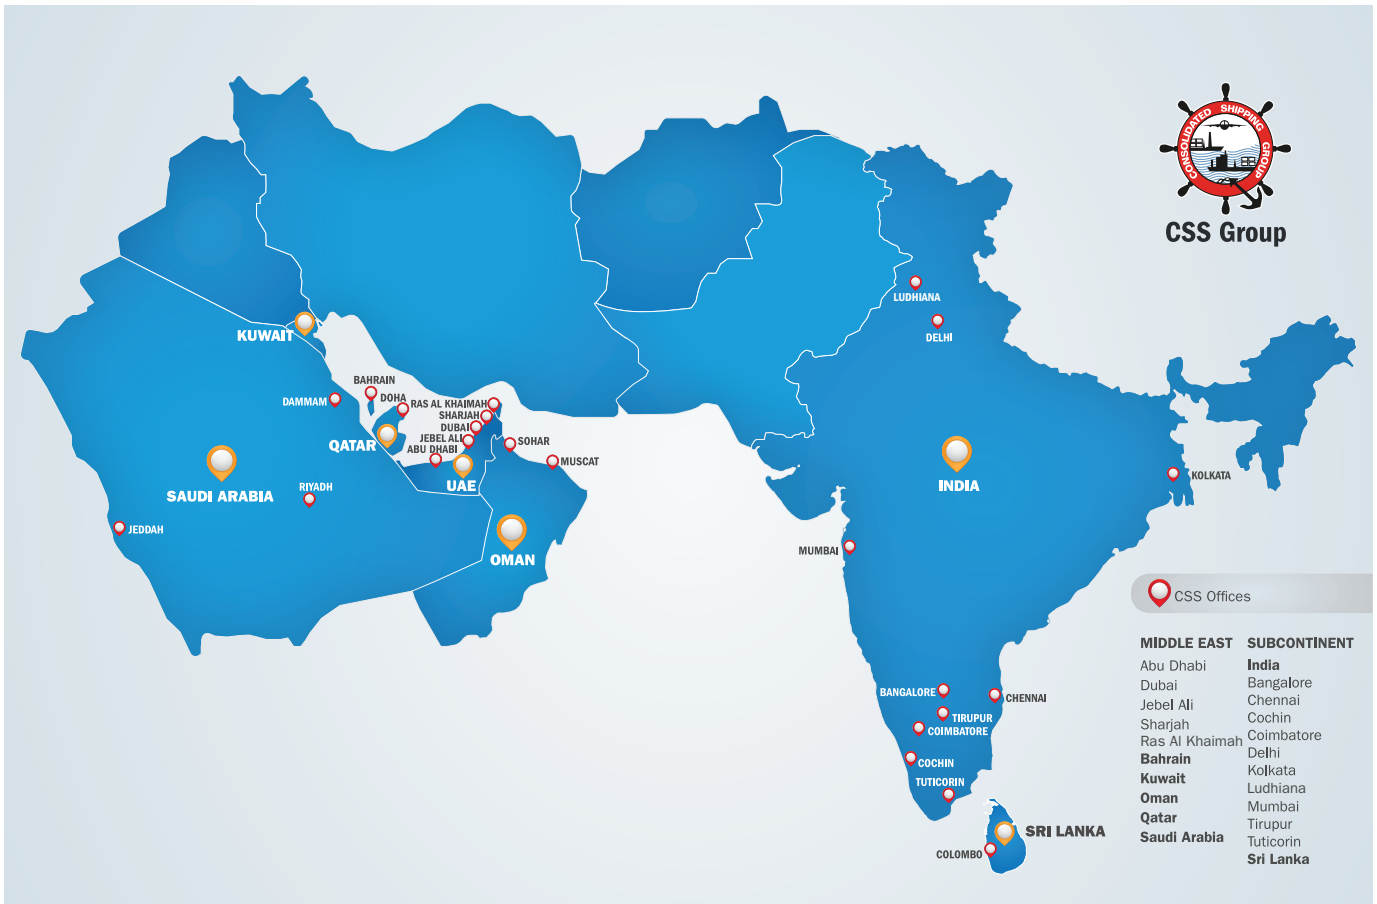 CONSOLIDATED SHIPPING GROUP
CSS Group
LUDHIANA
DELHI
KUWAIT
BAHRAIN
DAMMAM
DOHA
RAS AL KHAIMAH
SHARJAH
DUBAI
JEBEL ALI
ABU DHABI
QATAR
SOHAR
MUSCAT
UAE
SAUDI ARABIA
RIYADH
JEDDAH
OMAN
INDIA
KOLKATA
MUMBAI
BANGALORE
CHENNAI
TIRUPUR
COIMBATORE
COCHIN
TUTICORIN
SRI LANKA
COLOMBO
CSS Offices
MIDDLE EAST
Abu Dhabi
Dubai
Jebel Ali
Sharjah
Ras Al Khaimah
Bahrain
Kuwait
Oman
Qatar
Saudi Arabia
SUBCONTINENT
India
Bangalore
Chennai
Cochin
Coimbatore
Delhi
Kolkata
Ludhiana
Mumbai
Tirupur
Tuticorin
Sri Lanka